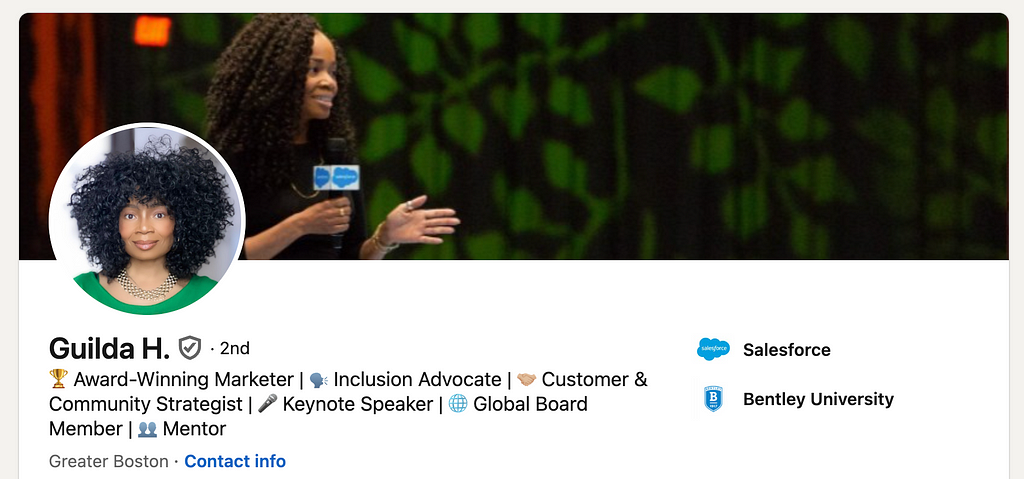 salesforce
Guilda H. · 2nd
🏆 Award-Winning Marketer | 🗣️ Inclusion Advocate | 🤝🏼 Customer &
Community Strategist | 🎤 Keynote Speaker | 🌐 Global Board
Member | 👥 Mentor
Greater Boston · Contact info
salesforce
Salesforce
B
Bentley University